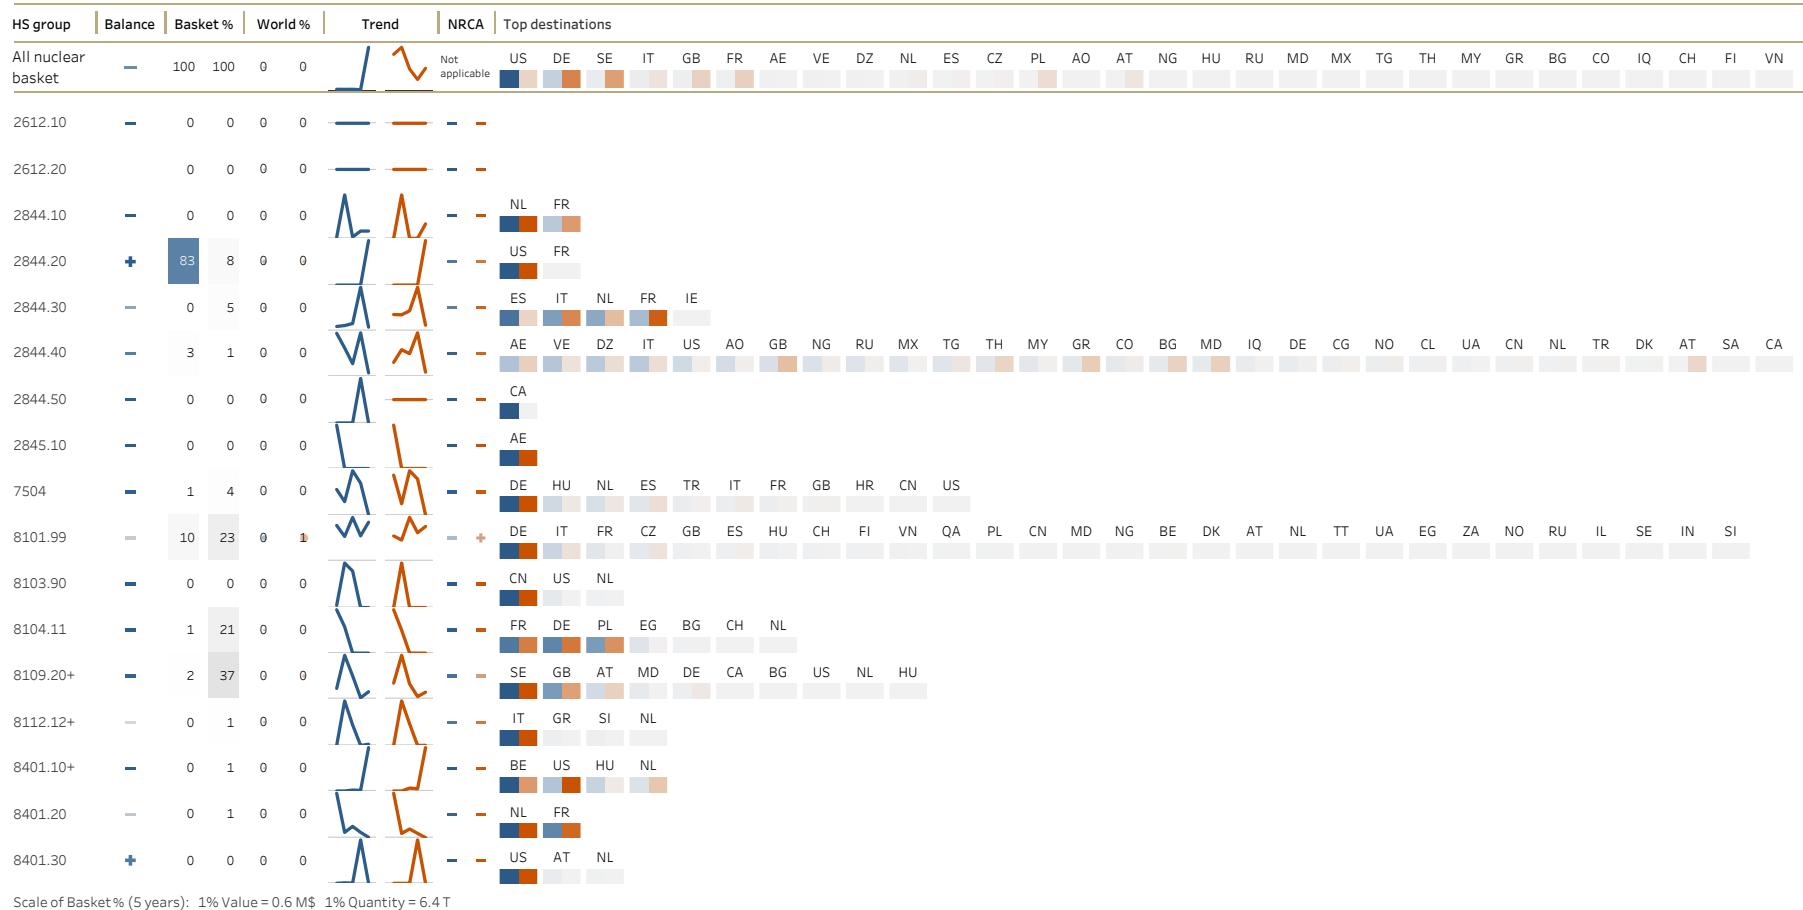 HS group Balance Basket % World % Trend NRCA Top destinations
All nuclear basket 100 100 0 0 Not applicable US DE SE IT GB FR AE VE DZ NL ES CZ PL AO AT NG HU RU MD MX TG TH MY GR BG CO IQ CH FI VN
2612.10 0 0 0 0
2612.20 0 0 0 0
2844.10 0 0 0 0 NL FR
2844.20 83 8 0 0 US FR
2844.30 0 5 0 0 ES IT NL FR IE
2844.40 3 1 0 0 AE VE DZ IT US AO GB NG RU MX TG TH MY GR CO BG MD IQ DE CG NO CL UA CN NL TR DK AT SA CA
2844.50 0 0 0 0 CA
2845.10 0 0 0 0 AE
7504 1 4 0 0 DE HU NL ES TR IT FR GB HR CN US
8101.99 10 23 0 1 DE IT FR CZ GB ES HU CH FI VN QA PL CN MD NG BE DK AT NL TT UA EG ZA NO RU IL SE IN SI
8103.90 0 0 0 0 CN US NL
8104.11 1 21 0 0 FR DE PL EG BG CH NL
8109.20+ 2 37 0 0 SE GB AT MD DE CA BG US NL HU
8112.12+ 0 1 0 0 IT GR SI NL
8401.10+ 0 1 0 0 BE US HU NL
8401.20 0 1 0 0 NL FR
8401.30 0 0 0 0 US AT NL
Scale of Basket % (5 years): 1% Value = 0.6 M$ 1% Quantity = 6.4 T